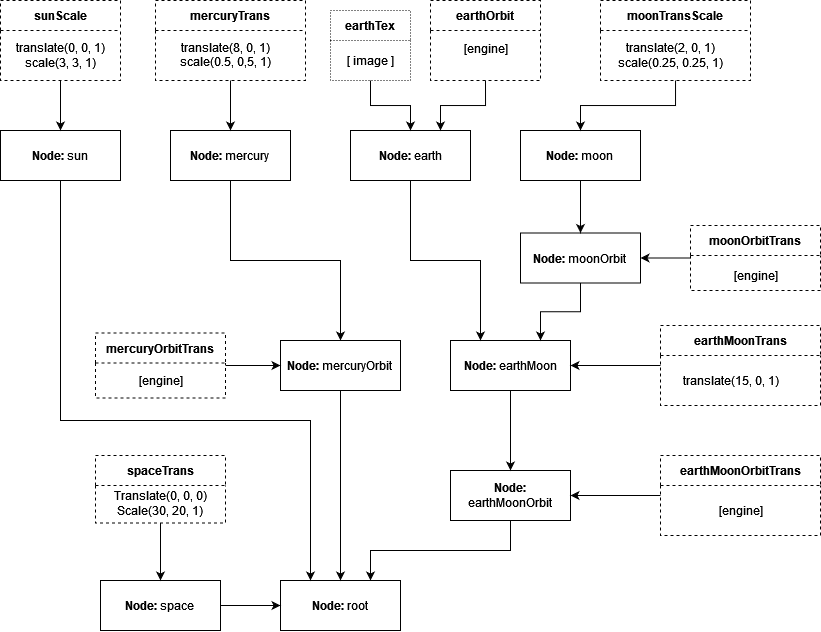 sunScale
translate(0, 0, 1)
scale(3, 3, 1)
mercuryTrans
translate(8, 0, 1)
scale(0.5, 0,5, 1)
earthTex
[ image ]
earthOrbit
[engine]
moonTransScale
translate(2, 0, 1)
scale(0.25, 0.25, 1)
Node: sun
Node: mercury
Node: earth
Node: moon
Node: moonOrbit
moonOrbitTrans
[engine]
mercuryOrbitTrans
[engine]
Node: mercuryOrbit
Node: earthMoon
earthMoonTrans
translate(15, 0, 1)
spaceTrans
Translate(0, 0, 0)
Scale(30, 20, 1)
Node:
earthMoonOrbit
earthMoonOrbitTrans
[engine]
Node: space
Node: root